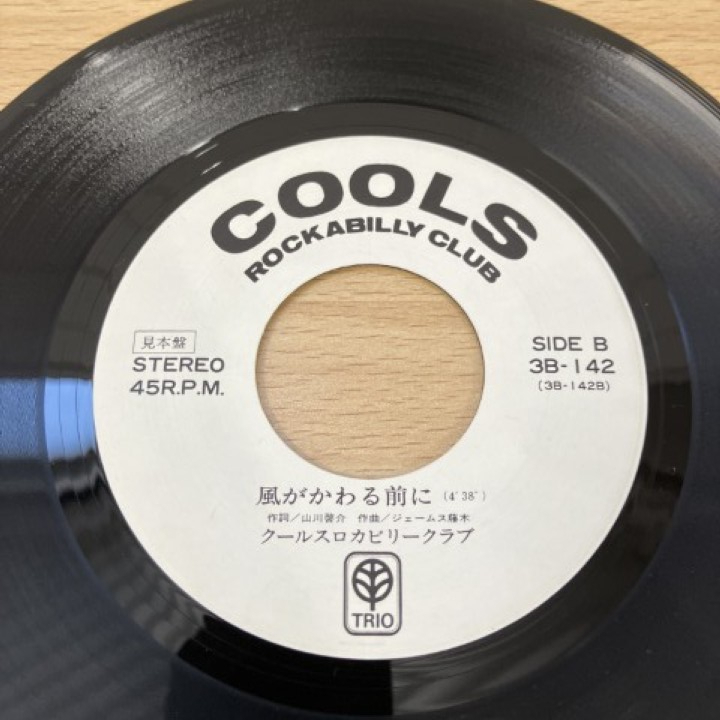 COOLS
ROCKABILLY CLUB
見本盤
STEREO
45R.P.M.
SIDE B
3B-142
(3B-142B)
風がかわる前に (4'38")
作詞/山川啓介 作曲/ジェームス藤木
クールスロカビリークラブ
TRIO